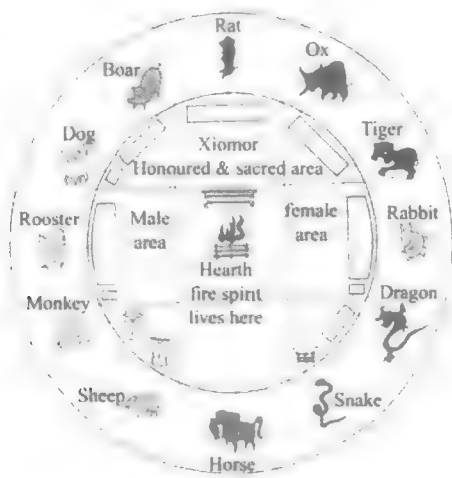 Rat
Ox
Boar
Dog
Xiomor
Honoured & sacred area
Tiger
Rooster
Male
area
female
area
Rabbit
Hearth
fire spirit
lives here
Monkey
Dragon
Sheep
Snake
Horse